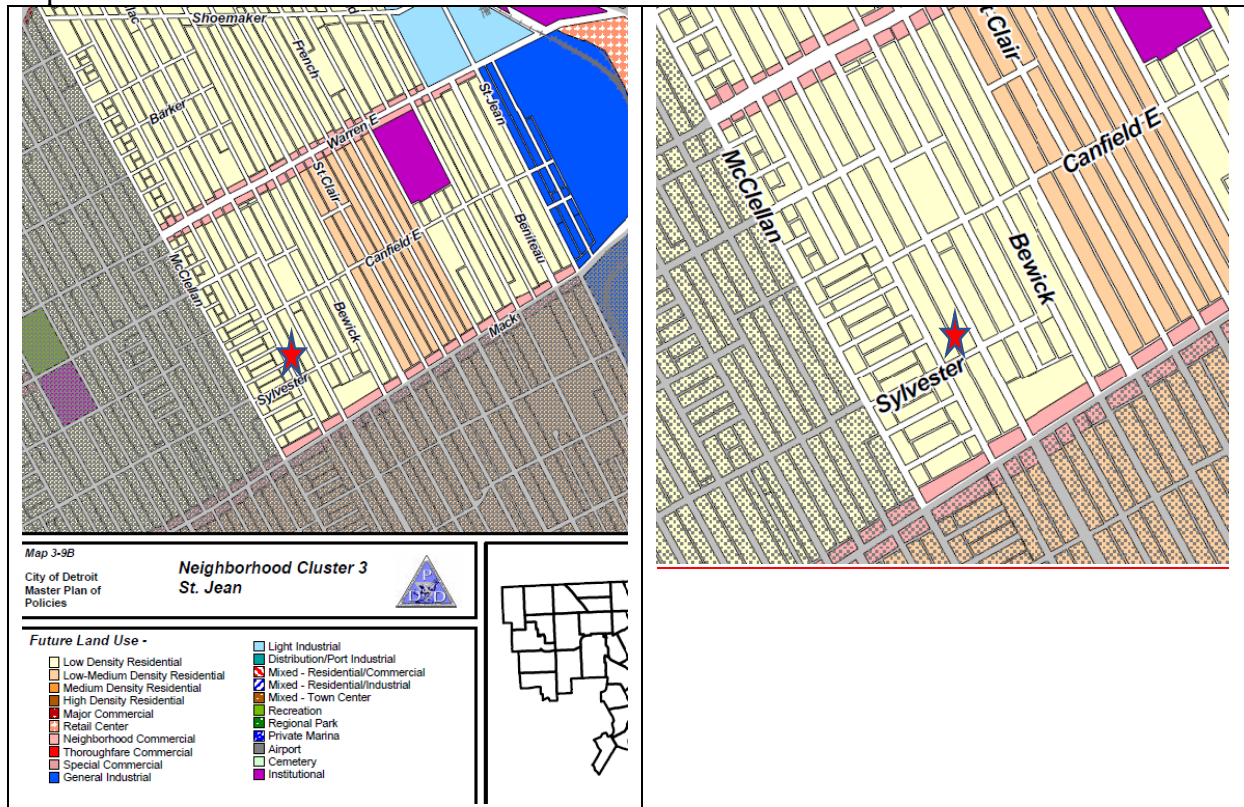 Shoemaker
lac
French
d
Barker
Warren E
St Jean
St Clair
Canfield E
Beniteau
McClellan
Bewick
Mack
Sylvester
Map 3-9B
City of Detroit
Master Plan of
Policies
Neighborhood Cluster 3
St. Jean
P
D D
Future Land Use -
Low Density Residential
Low-Medium Density Residential
Medium Density Residential
High Density Residential
Major Commercial
Retail Center
Neighborhood Commercial
Thoroughfare Commercial
Special Commercial
General Industrial
Light Industrial
Distribution/Port Industrial
Mixed - Residential/Commercial
Mixed - Residential/Industrial
Mixed - Town Center
Recreation
Regional Park
Private Marina
Airport
Cemetery
Institutional
t Clair
Canfield E
McClellan
Bewick
Sylvester